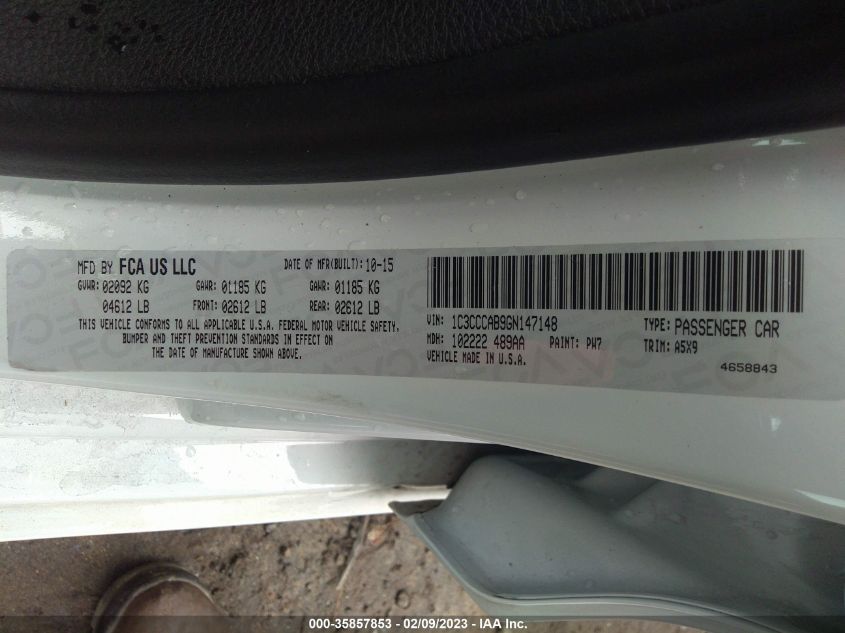 MFD BY FCA US LLC DATE OF MFR(BUILT): 10-15
GVWR: 02092 KG GAWR: 01185 KG GAWR: 01185 KG
04612 LB FRONT: 02612 LB REAR: 02612 LB
THIS VEHICLE CONFORMS TO ALL APPLICABLE U.S.A. FEDERAL MOTOR VEHICLE SAFETY,
BUMPER AND THEFT PREVENTION STANDARDS IN EFFECT ON
THE DATE OF MANUFACTURE SHOWN ABOVE.
VIN: 1C3CCCAB9GN147148 TYPE: PASSENGER CAR
MDH: 102222 489AA PAINT: PW7 TRIM: A5X9
VEHICLE MADE IN U.S.A.
4658843
000-35857853 - 02/09/2023 - IAA Inc.